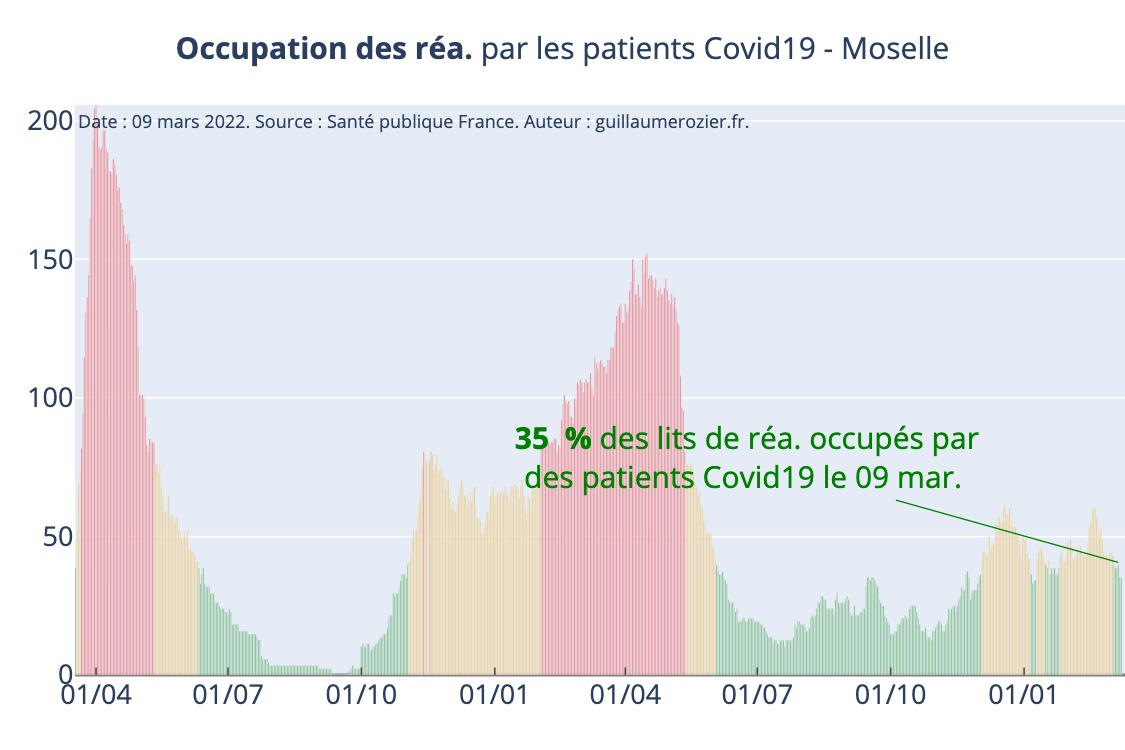 Occupation des réa. par les patients Covid19 - Moselle
200
Date : 09 mars 2022. Source : Santé publique France. Auteur : guillaumerozier.fr.
150
100
35 % des lits de réa. occupés par
des patients Covid19 le 09 mar.
50
0
01/04 01/07 01/10 01/01 01/04 01/07 01/10 01/01